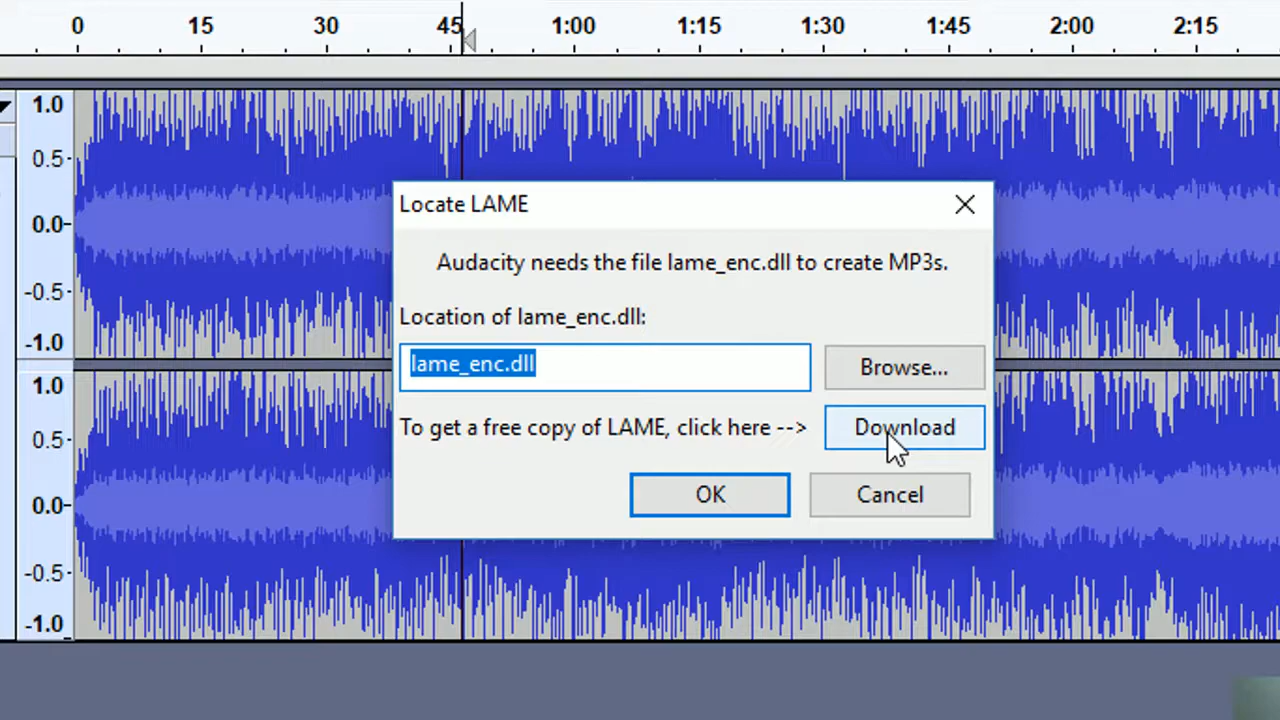 0 15 30 45 1:00 1:15 1:30 1:45 2:00 2:15
1.0
0.5-
0.0-
-0.5-
-1.0
1.0
0.5-
0.0-
-0.5-
-1.0
Locate LAME
Audacity needs the file lame_enc.dll to create MP3s.
Location of lame_enc.dll:
lame_enc.dll Browse...
To get a free copy of LAME, click here --> Download
OK Cancel